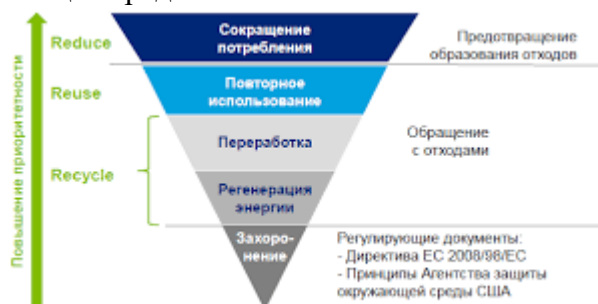 Повышение приоритетности
Reduce
Сокращение
потребления
Предотвращение
образования отходов
Reuse
Повторное
использование
Recycle
Переработка
Обращение
с отходами
Регенерация
энергии
Захоро-
нение
Регулирующие документы:
- Директива ЕС 2008/98/ЕС
- Принципы Агентства защиты
окружающей среды США